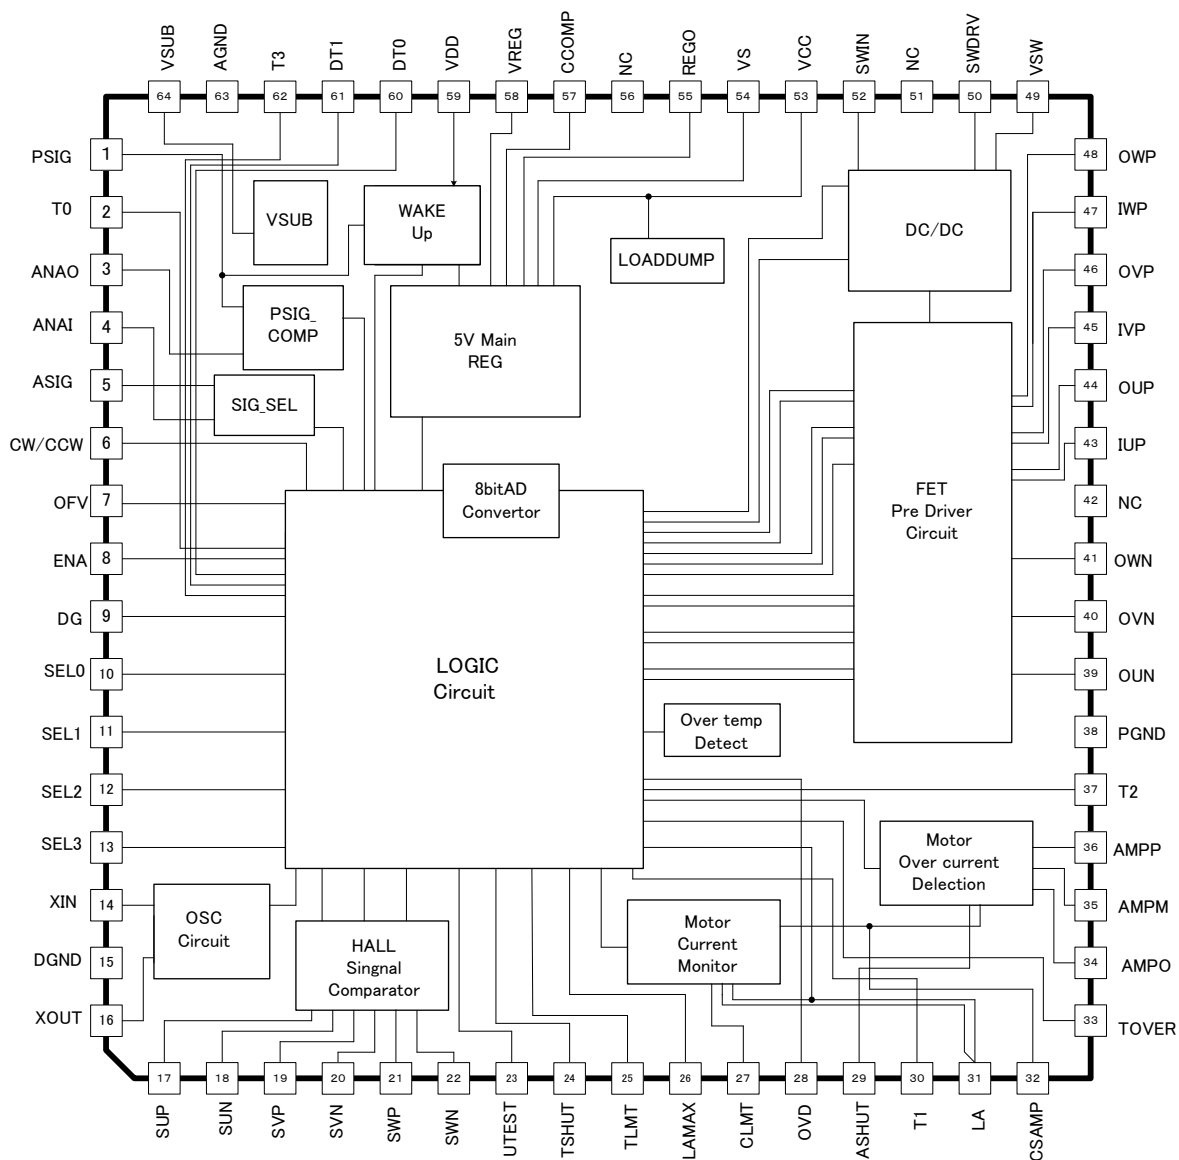 VSUB
AGND
T3
DT1
DT0
VDD
VREG
CCOMP
NC
REGO
VS
VCC
SWIN
NC
SWDRV
VSW
64
63
62
61
60
59
58
57
56
55
54
53
52
51
50
49
PSIG
1
T0
2
ANAO
3
ANAI
4
ASIG
5
CW/CCW
6
OFV
7
ENA
8
DG
9
SEL0
10
SEL1
11
SEL2
12
SEL3
13
XIN
14
DGND
15
XOUT
16
VSUB
WAKE
Up
LOADDUMP
DC/DC
PSIG_
COMP
5V Main
REG
SIG_SEL
8bitAD
Convertor
FET
Pre Driver
Circuit
LOGIC
Circuit
Over temp
Detect
Motor
Over current
Delection
OSC
Circuit
HALL
Singnal
Comparator
Motor
Current
Monitor
48
OWP
47
IWP
46
OVP
45
IVP
44
OUP
43
IUP
42
NC
41
OWN
40
OVN
39
OUN
38
PGND
37
T2
36
AMPP
35
AMPM
34
AMPO
33
TOVER
17
18
19
20
21
22
23
24
25
26
27
28
29
30
31
32
SUP
SUN
SVP
SVN
SWP
SWN
UTEST
TSHUT
TLMT
LAMAX
CLMT
OVD
ASHUT
T1
LA
CSAMP